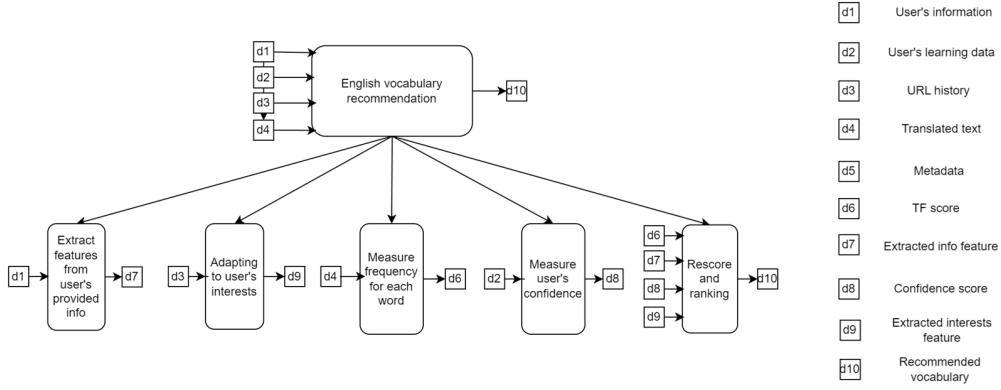 d1
d2
d3
d4
English vocabulary
recommendation
d10
d1
Extract
features
from
user's
provided
info
d7
d3
Adapting
to user's
interests
d9
d4
Measure
frequency
for each
word
d6
d2
Measure
user's
confidence
d8
d6
d7
d8
d9
Rescore
and
ranking
d10
d1 User's information
d2 User's learning data
d3 URL history
d4 Translated text
d5 Metadata
d6 TF score
d7 Extracted info feature
d8 Confidence score
d9 Extracted interests
feature
d10 Recommended
vocabulary